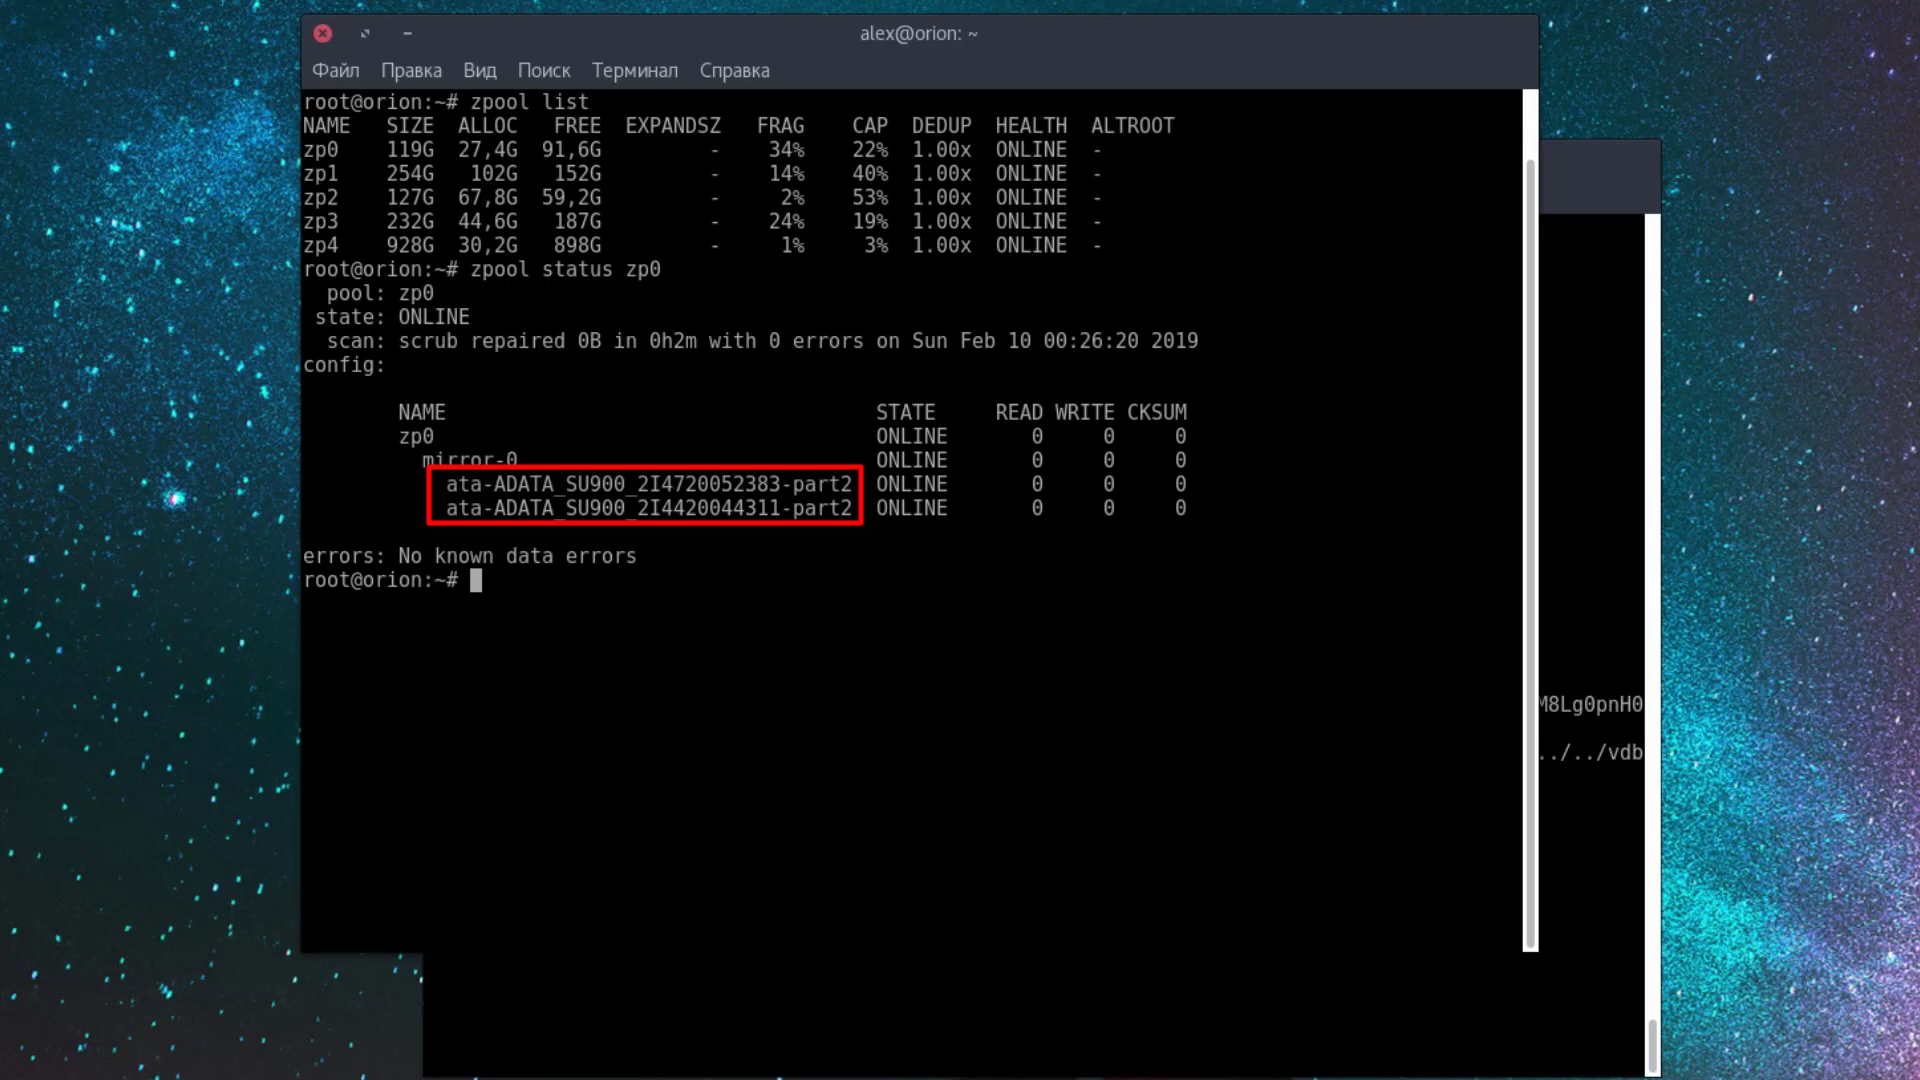 alex@orion: ~
Файл Правка Вид Поиск Терминал Справка
root@orion:~# zpool list
NAME SIZE ALLOC FREE EXPANDSZ FRAG CAP DEDUP HEALTH ALTROOT
zp0 119G 27,4G 91,6G - 34% 22% 1.00x ONLINE -
zp1 254G 102G 152G - 14% 40% 1.00x ONLINE -
zp2 127G 67,8G 59,2G - 2% 53% 1.00x ONLINE -
zp3 232G 44,6G 187G - 24% 19% 1.00x ONLINE -
zp4 928G 30,2G 898G - 1% 3% 1.00x ONLINE -
root@orion:~# zpool status zp0
pool: zp0
state: ONLINE
scan: scrub repaired 0B in 0h2m with 0 errors on Sun Feb 10 00:26:20 2019
config:
NAME STATE READ WRITE CKSUM
zp0 ONLINE 0 0 0
mirror-0 ONLINE 0 0 0
ata-ADATA_SU900_2I4720052383-part2 ONLINE 0 0 0
ata-ADATA_SU900_2I4420044311-part2 ONLINE 0 0 0
errors: No known data errors
root@orion:~#
M8Lg0pnH0
../../vdb